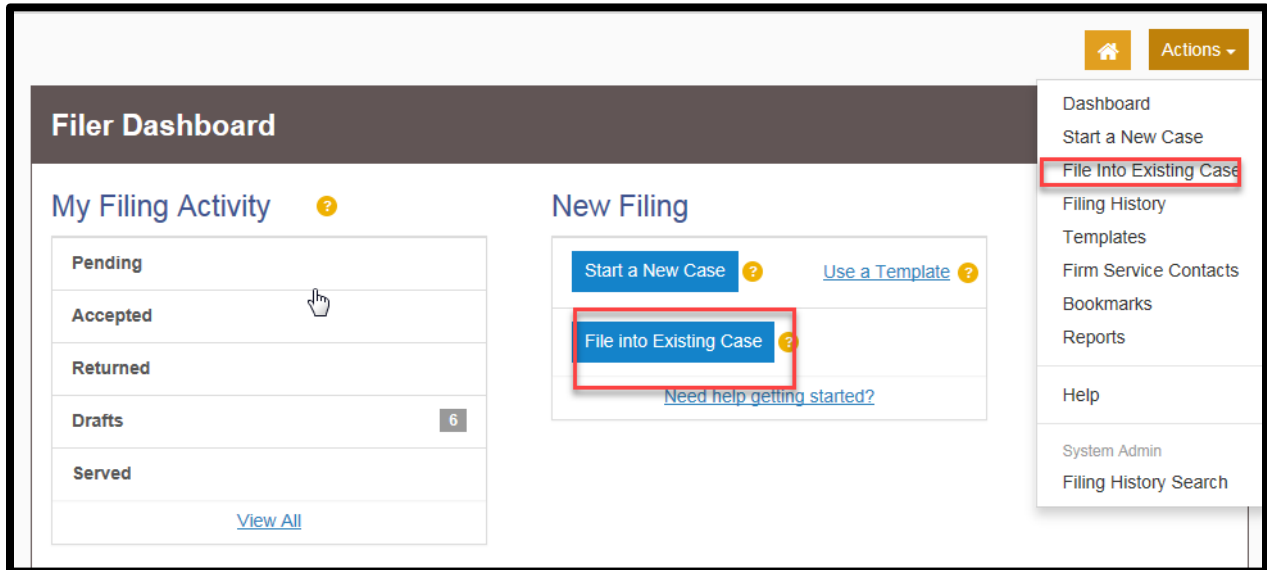 Actions
Filer Dashboard
My Filing Activity ?
Pending
Accepted
Returned
Drafts 6
Served
View All
New Filing
Start a New Case ? Use a Template ?
File into Existing Case ?
Need help getting started?
Dashboard
Start a New Case
File Into Existing Case
Filing History
Templates
Firm Service Contacts
Bookmarks
Reports
Help
System Admin
Filing History Search